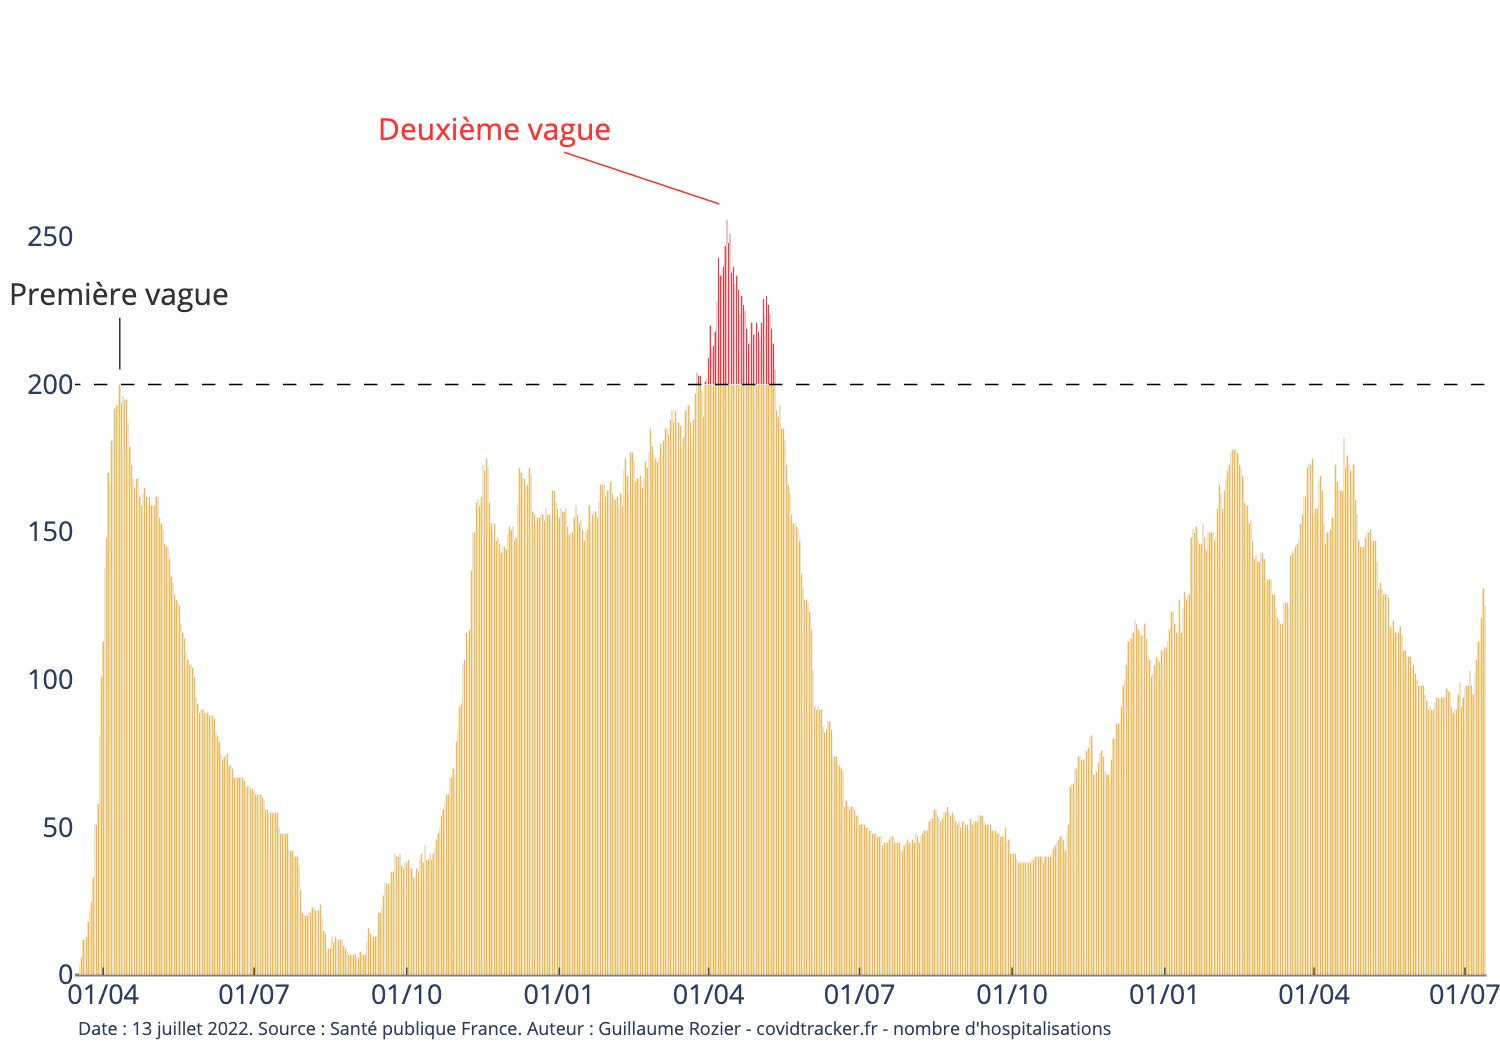 Deuxième vague
250
Première vague
200
150
100
50
0
01/04 01/07 01/10 01/01 01/04 01/07 01/10 01/01 01/04 01/07
Date : 13 juillet 2022. Source : Santé publique France. Auteur : Guillaume Rozier - covidtracker.fr - nombre d'hospitalisations